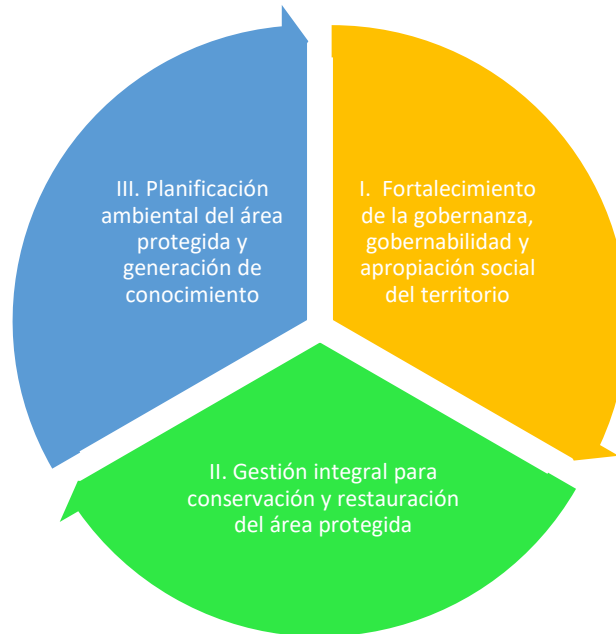 I. Fortalecimiento
de la gobernanza,
gobernabilidad y
apropiación social
del territorio
II. Gestión integral para
conservación y restauración
del área protegida
III. Planificación
ambiental del área
protegida y
generación de
conocimiento